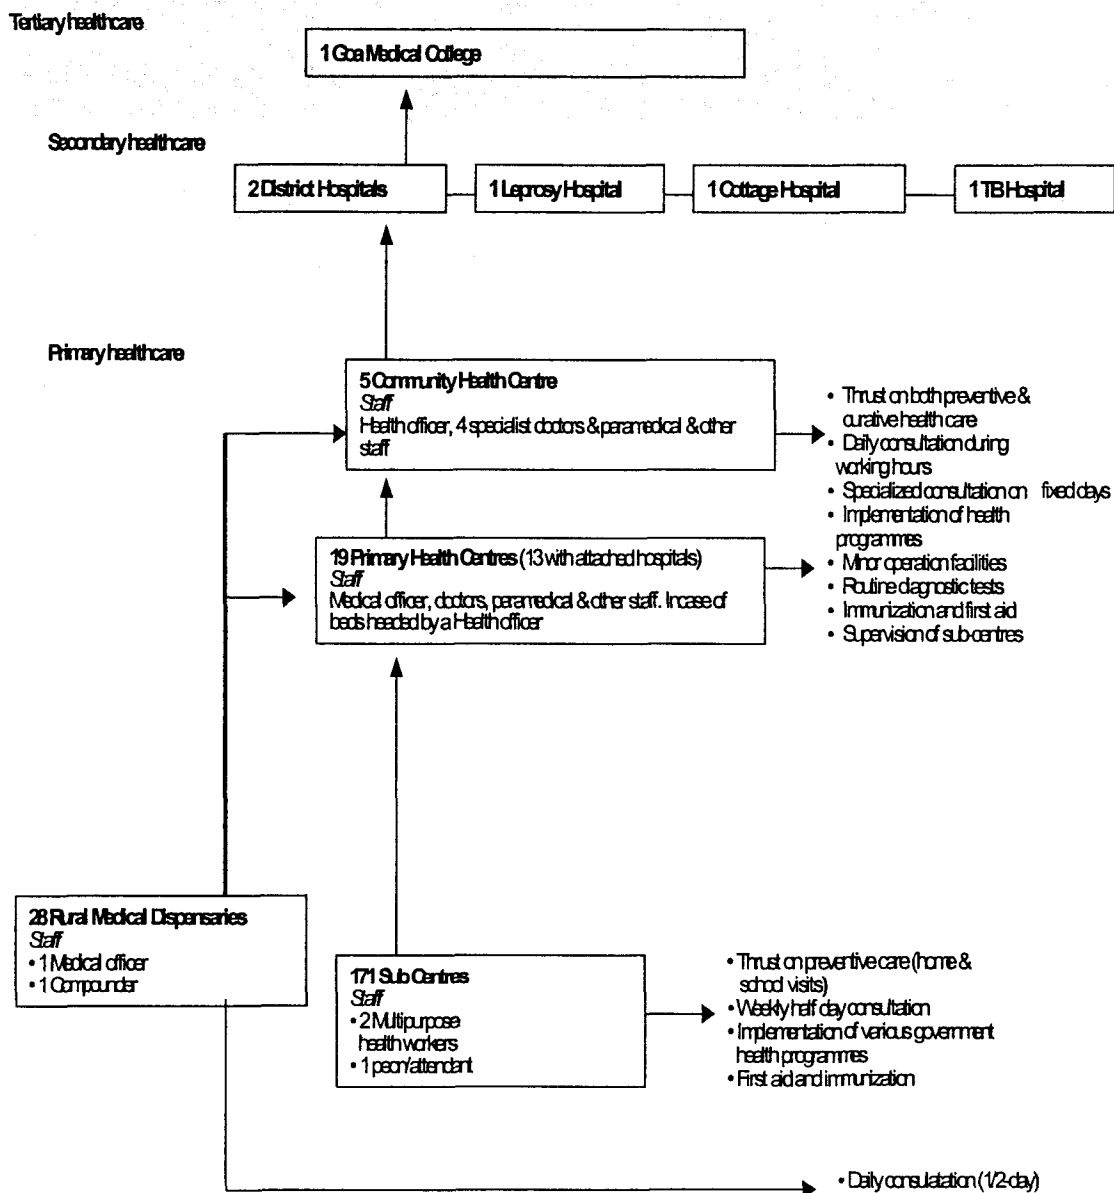 Tertiary healthcare
1 Goa Medical College
Secondary healthcare
2 District Hospitals
1 Leprosy Hospital
1 Cottage Hospital
1 TB Hospital
Primary healthcare
5 Community Health Centre
Staff
Health officer, 4 specialist doctors & paramedical & other
staff
• Thrust on both preventive &
curative health care
• Daily consultation during
working hours
• Specialized consultation on fixed days
• Implementation of health
programmes
• Minor operation facilities
• Routine diagnostic tests
• Immunization and first aid
• Supervision of sub-centres
19 Primary Health Centres (13 with attached hospitals)
Staff
Medical officer, doctors, paramedical & other staff. Incase of
beds headed by a Health officer
28 Rural Medical Dispensaries
Staff
• 1 Medical officer
• 1 Compounder
171 Sub Centres
Staff
• 2 Multipurpose
health workers
• 1 peon/attendant
• Thrust on preventive care (home &
school visits)
• Weekly half day consultation
• Implementation of various government
health programmes
• First aid and immunization
• Daily consulatation (1/2-day)